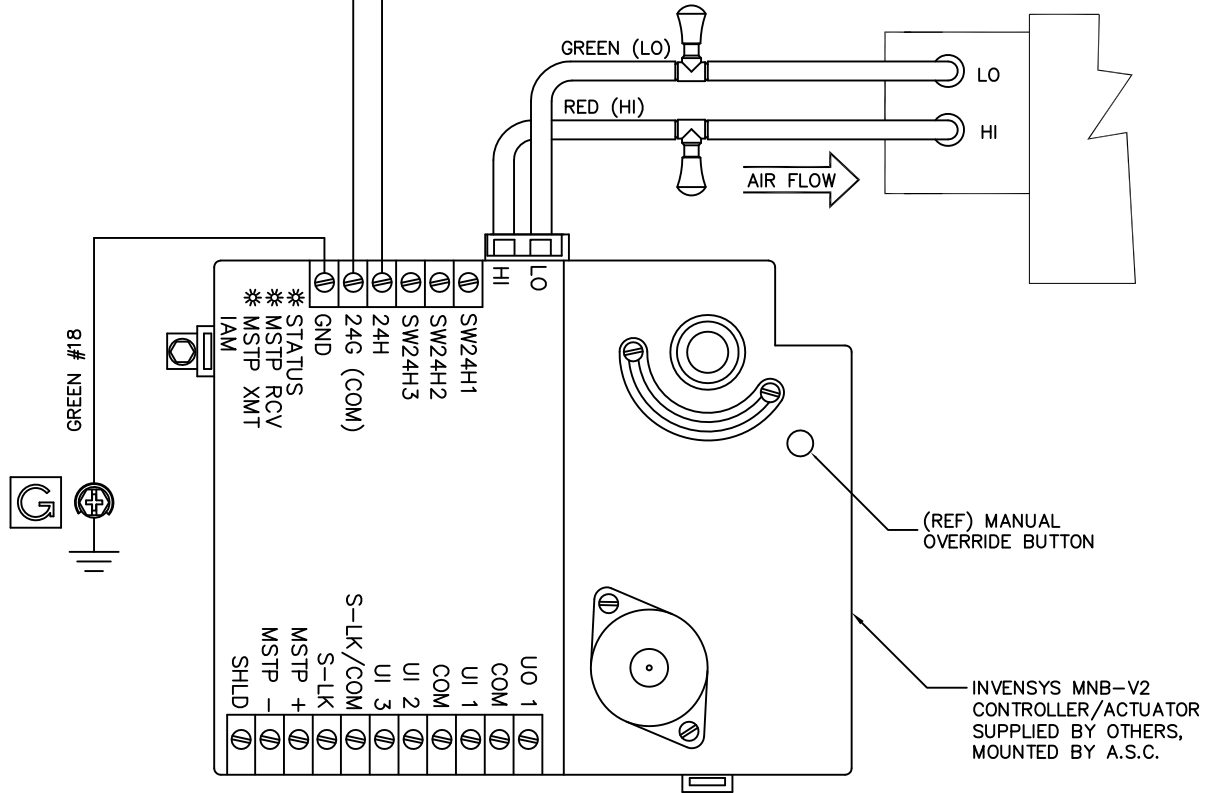 GREEN (LO)
LO
RED (HI)
HI
AIR FLOW
HI
LO
GREEN #18
G
IAM
MSTP XMT
MSTP RCV
STATUS
GND
24G (COM)
24H
SW24H3
SW24H2
SW24H1
(REF) MANUAL
OVERRIDE BUTTON
SHLD
MSTP -
MSTP +
S-LK
S-LK/COM
UI 3
UI 2
COM
UI 1
COM
UO 1
INVENSYS MNB-V2
CONTROLLER/ACTUATOR
SUPPLIED BY OTHERS,
MOUNTED BY A.S.C.